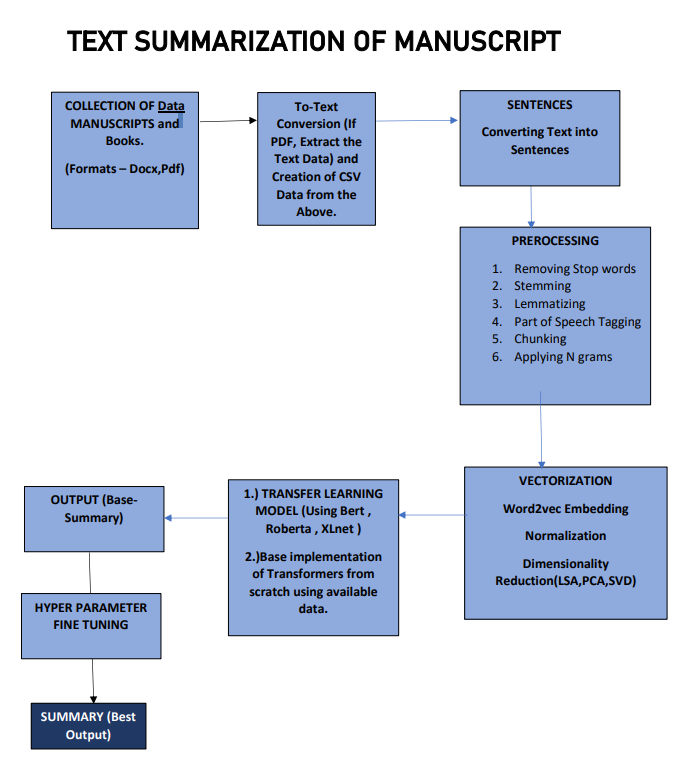 TEXT SUMMARIZATION OF MANUSCRIPT
COLLECTION OF Data
MANUSCRIPTS and
Books.
(Formats – Docx,Pdf)
To-Text
Conversion (If
PDF, Extract the
Text Data) and
Creation of CSV
Data from the
Above.
SENTENCES
Converting Text into
Sentences
PREROCESSING
1. Removing Stop words
2. Stemming
3. Lemmatizing
4. Part of Speech Tagging
5. Chunking
6. Applying N grams
VECTORIZATION
Word2vec Embedding
Normalization
Dimensionality
Reduction(LSA,PCA,SVD)
1.) TRANSFER LEARNING
MODEL (Using Bert ,
Roberta , XLnet )
2.)Base implementation
of Transformers from
scratch using available
data.
OUTPUT (Base-
Summary)
HYPER PARAMETER
FINE TUNING
SUMMARY (Best
Output)